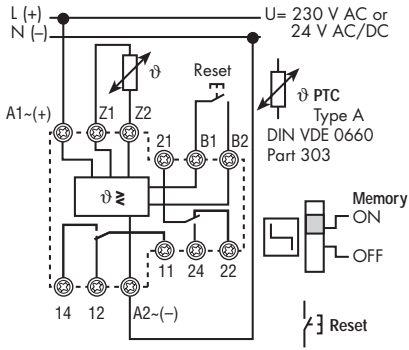 L (+)
U= 230 V AC or
N (–)
24 V AC/DC
ϑ
Reset
ϑ PTC
Type A
DIN VDE 0660
Part 303
A1~(+)
Z1
Z2
21
B1
B2
ϑ ≥
Memory
ON
OFF
11
24
22
14
12
A2~(–)
Reset